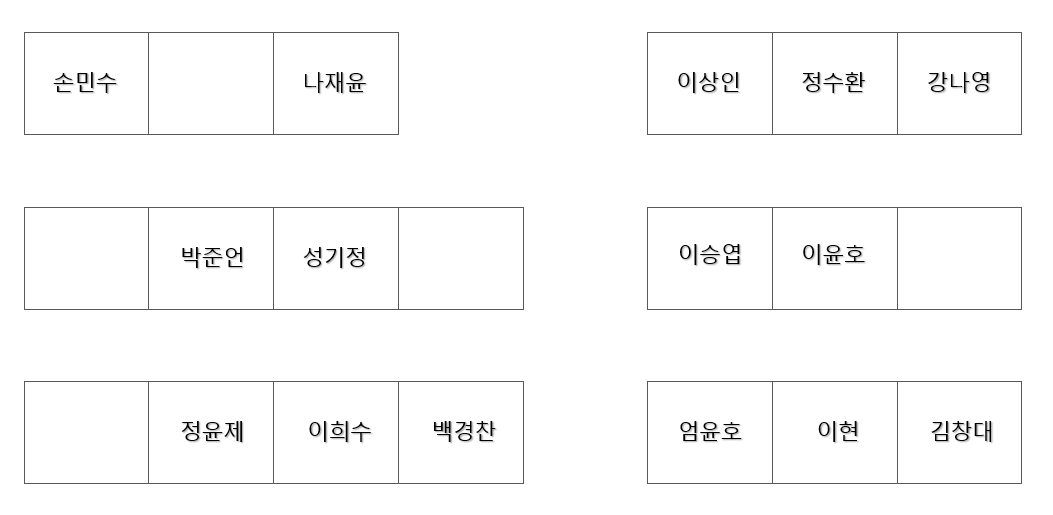 손민수 나재윤 이상인 정수환 강나영
박준언 성기정 이승엽 이윤호
정윤제 이희수 백경찬 엄윤호 이현 김창대